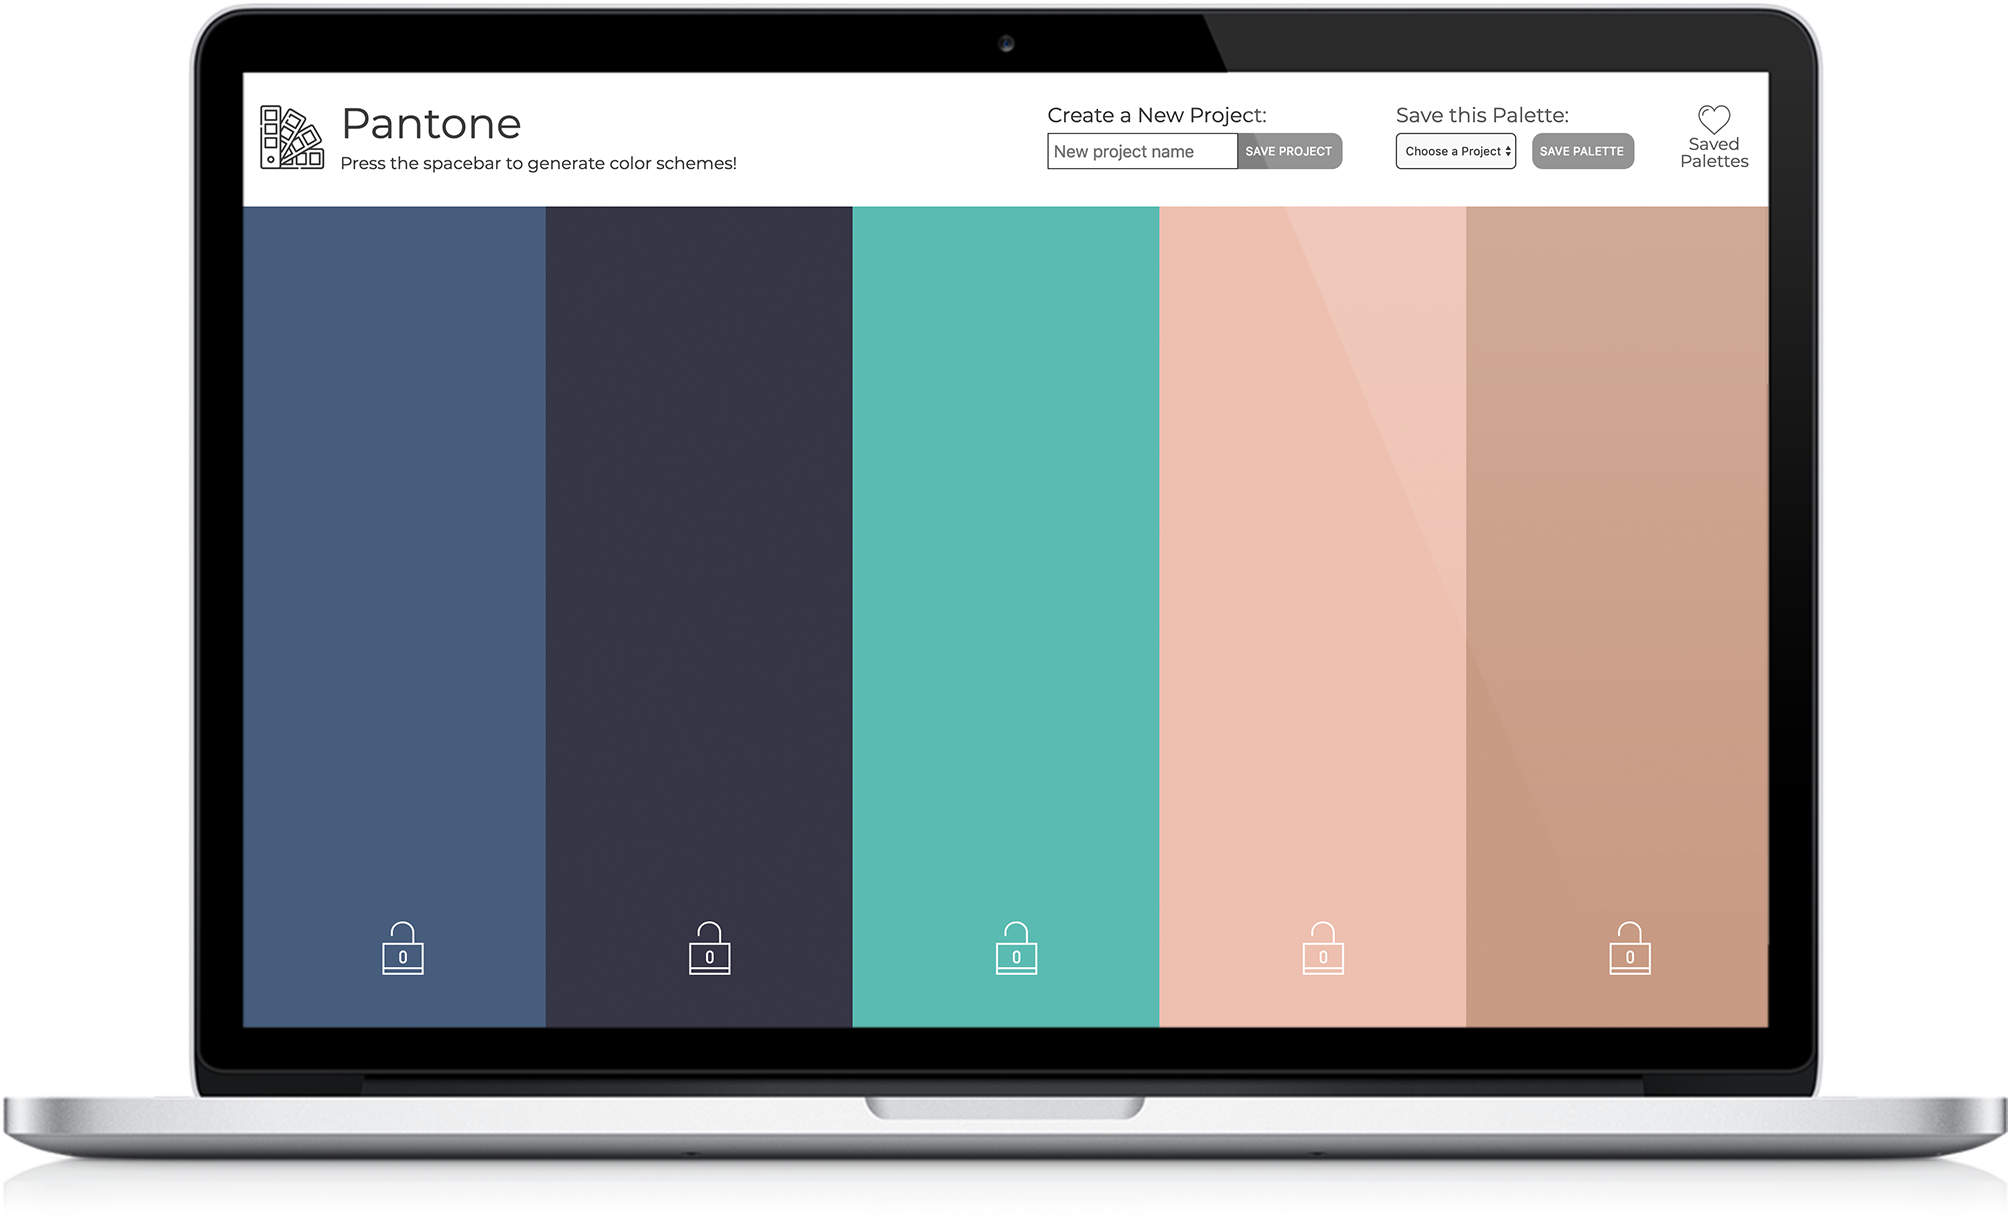 Pantone
Press the spacebar to generate color schemes!
Create a New Project:
New project name
SAVE PROJECT
Save this Palette:
Choose a Project
SAVE PALETTE
Saved
Palettes
0
0
0
0
0